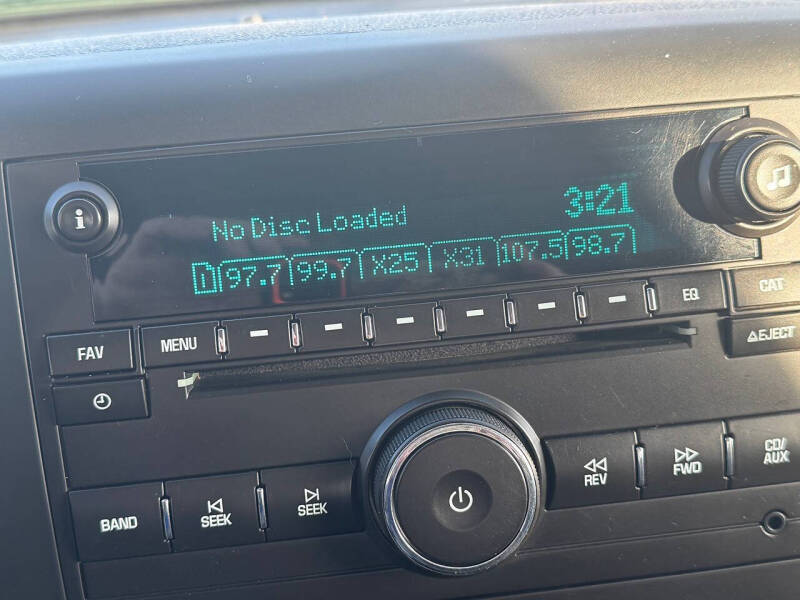 i
No Disc Loaded 3:21
1 97.7 99.7 X25 X31 107.5 98.7
FAV MENU EQ CAT
EJECT
BAND SEEK SEEK REV FWD CD/
AUX